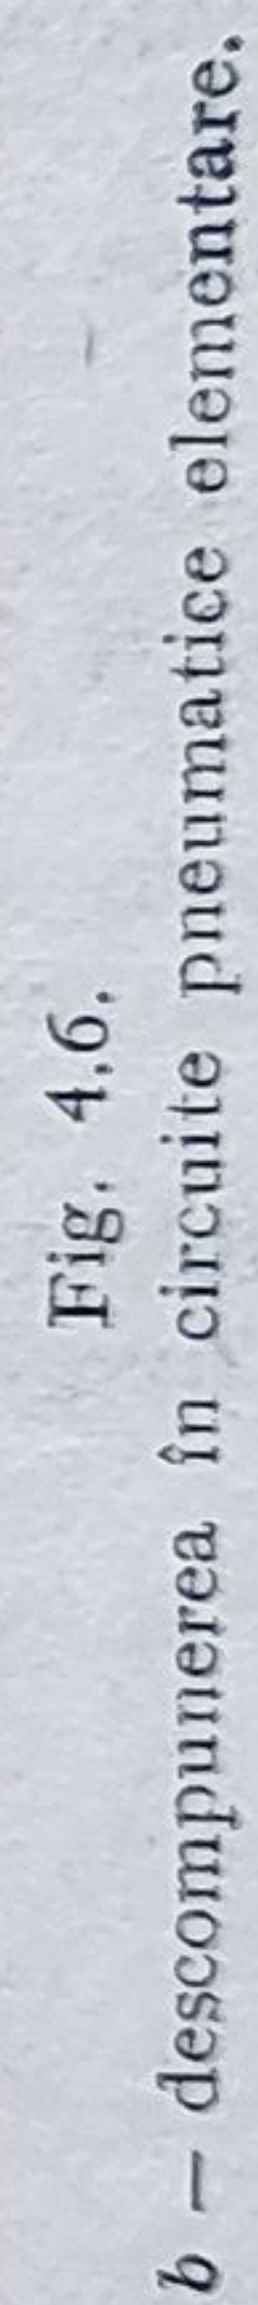 Fig. 4.6.
b — descompunerea în circuite pneumatice elementare.